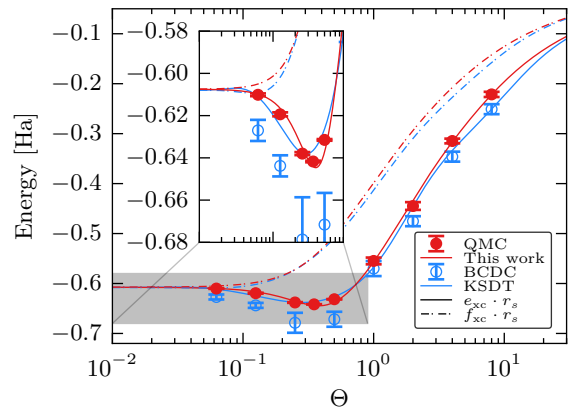 Energy [Ha]
−0.1
−0.2
−0.3
−0.4
−0.5
−0.6
−0.7
−0.58
−0.60
−0.62
−0.64
−0.66
−0.68
QMC
This work
BCDC
KSDT
e_xc · r_s
f_xc · r_s
10^−2
10^−1
10^0
10^1
Θ